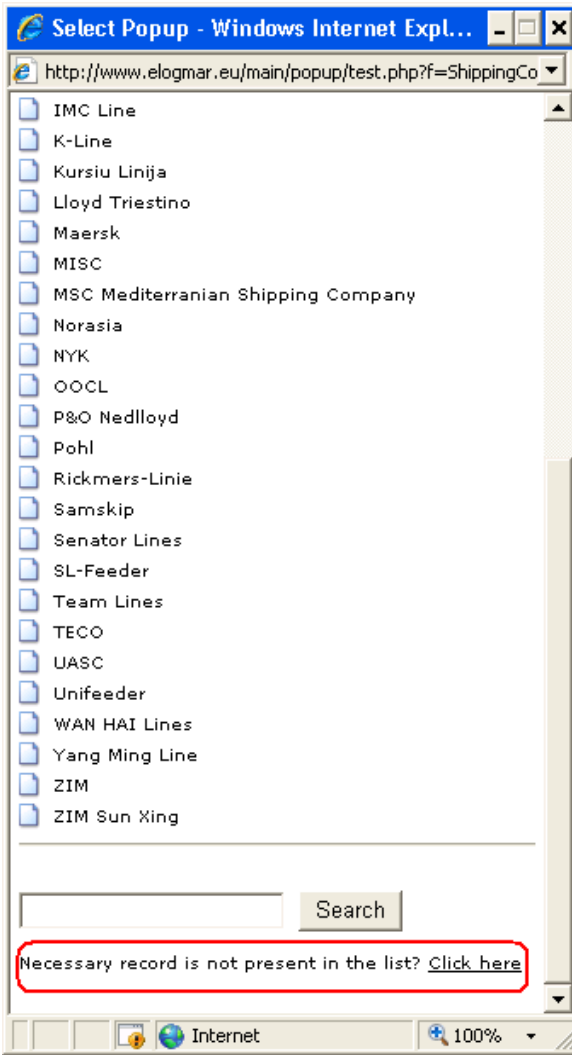 Select Popup - Windows Internet Expl...
http://www.elogmar.eu/main/popup/test.php?f=ShippingCo
IMC Line
K-Line
Kursiu Linija
Lloyd Triestino
Maersk
MISC
MSC Mediterranian Shipping Company
Norasia
NYK
OOCL
P&O Nedlloyd
Pohl
Rickmers-Linie
Samskip
Senator Lines
SL-Feeder
Team Lines
TECO
UASC
Unifeeder
WAN HAI Lines
Yang Ming Line
ZIM
ZIM Sun Xing
Search
Necessary record is not present in the list? Click here
Internet 100%